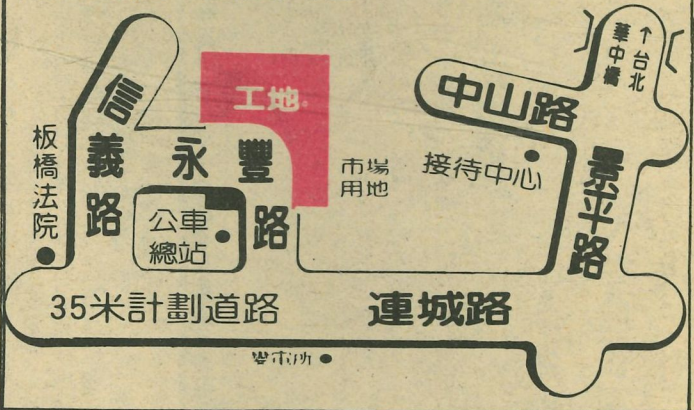 ↑台北
華中橋
中山路
景平路
接待中心
工地
市場
用地
信義路
永豐路
公車
總站
板橋法院
35米計劃道路
連城路